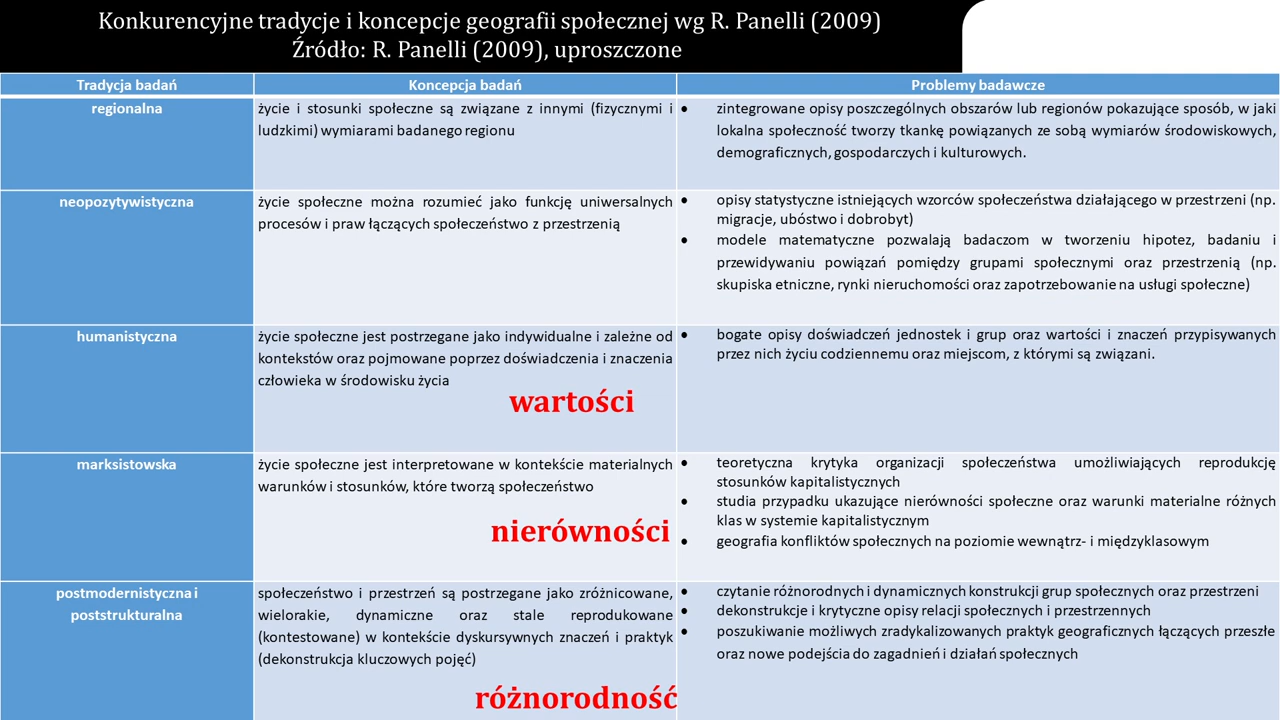 Konkurencyjne tradycje i koncepcje geografii społecznej wg R. Panelli (2009)
Źródło: R. Panelli (2009), uproszczone
Tradycja badań
Koncepcja badań
Problemy badawcze
regionalna
życie i stosunki społeczne są związane z innymi (fizycznymi i
ludzkimi) wymiarami badanego regionu
• zintegrowane opisy poszczególnych obszarów lub regionów pokazujące sposób, w jaki
lokalna społeczność tworzy tkankę powiązanych ze sobą wymiarów środowiskowych,
demograficznych, gospodarczych i kulturowych.
neopozytywistyczna
życie społeczne można rozumieć jako funkcję uniwersalnych
procesów i praw łączących społeczeństwo z przestrzenią
• opisy statystyczne istniejących wzorców społeczeństwa działającego w przestrzeni (np.
migracje, ubóstwo i dobrobyt)
• modele matematyczne pozwalają badaczom w tworzeniu hipotez, badaniu i
przewidywaniu powiązań pomiędzy grupami społecznymi oraz przestrzenią (np.
skupiska etniczne, rynki nieruchomości oraz zapotrzebowanie na usługi społeczne)
humanistyczna
życie społeczne jest postrzegane jako indywidualne i zależne od
kontekstów oraz pojmowane poprzez doświadczenia i znaczenia
człowieka w środowisku życia
wartości
• bogate opisy doświadczeń jednostek i grup oraz wartości i znaczeń przypisywanych
przez nich życiu codziennemu oraz miejscom, z którymi są związani.
marksistowska
życie społeczne jest interpretowane w kontekście materialnych
warunków i stosunków, które tworzą społeczeństwo
nierówności
• teoretyczna krytyka organizacji społeczeństwa umożliwiających reprodukcję
stosunków kapitalistycznych
• studia przypadku ukazujące nierówności społeczne oraz warunki materialne różnych
klas w systemie kapitalistycznym
• geografia konfliktów społecznych na poziomie wewnątrz- i międzyklasowym
postmodernistyczna i
poststrukturalna
społeczeństwo i przestrzeń są postrzegane jako zróżnicowane,
wielorakie, dynamiczne oraz stale reprodukowane
(kontestowane) w kontekście dyskursywnych znaczeń i praktyk
(dekonstrukcja kluczowych pojęć)
różnorodność
• czytanie różnorodnych i dynamicznych konstrukcji grup społecznych oraz przestrzeni
• dekonstrukcje i krytyczne opisy relacji społecznych i przestrzennych
• poszukiwanie możliwych zradykalizowanych praktyk geograficznych łączących przeszłe
oraz nowe podejścia do zagadnień i działań społecznych